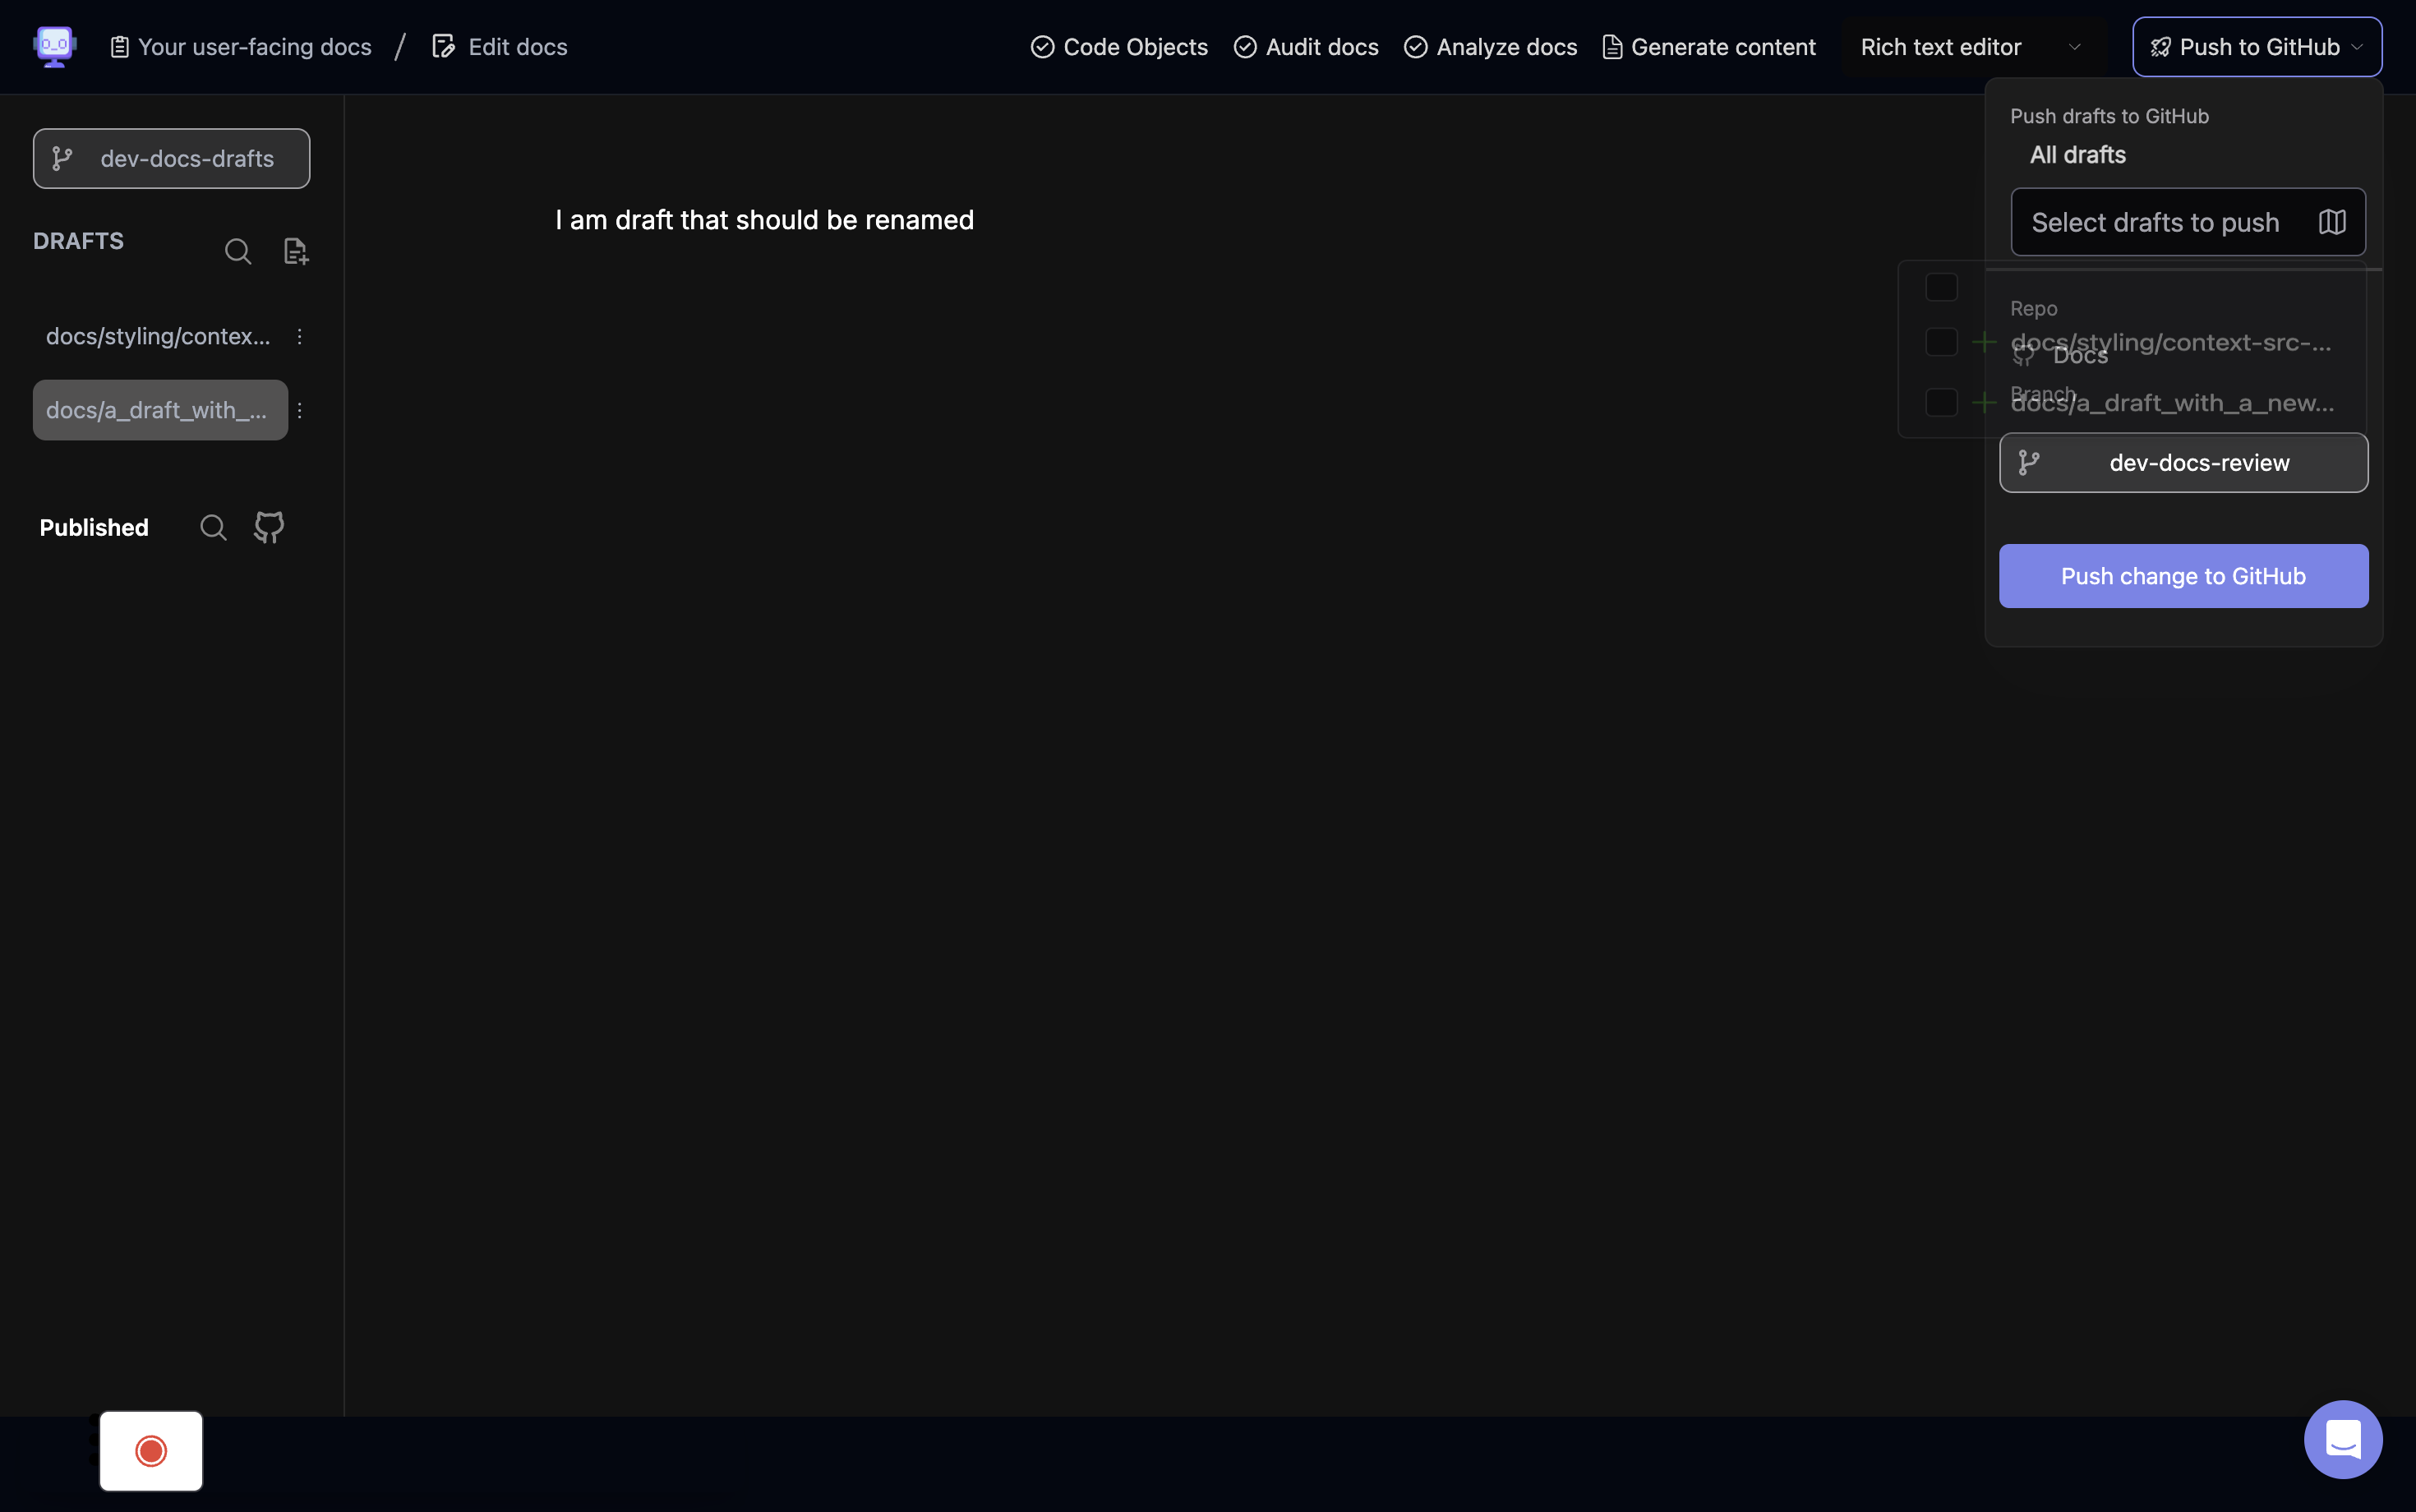 Your user-facing docs / Edit docs
Code Objects
Audit docs
Analyze docs
Generate content
Rich text editor
Push to GitHub
dev-docs-drafts
DRAFTS
docs/styling/contex...
docs/a_draft_with_...
Published
I am draft that should be renamed
Push drafts to GitHub
All drafts
Select drafts to push
Repo
docs/styling/context-src-...
Docs
Branch
docs/a_draft_with_a_new...
dev-docs-review
Push change to GitHub